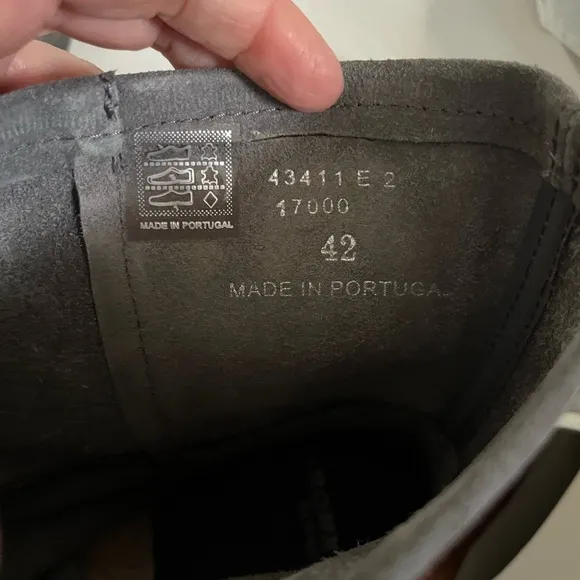 MADE IN PORTUGAL
43411 E 2
17000
42
MADE IN PORTUGAL